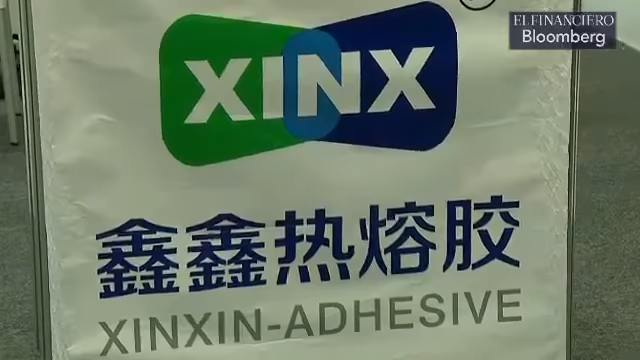 EL FINANCIERO
Bloomberg
XINX
鑫鑫热熔胶
XINXIN-ADHESIVE